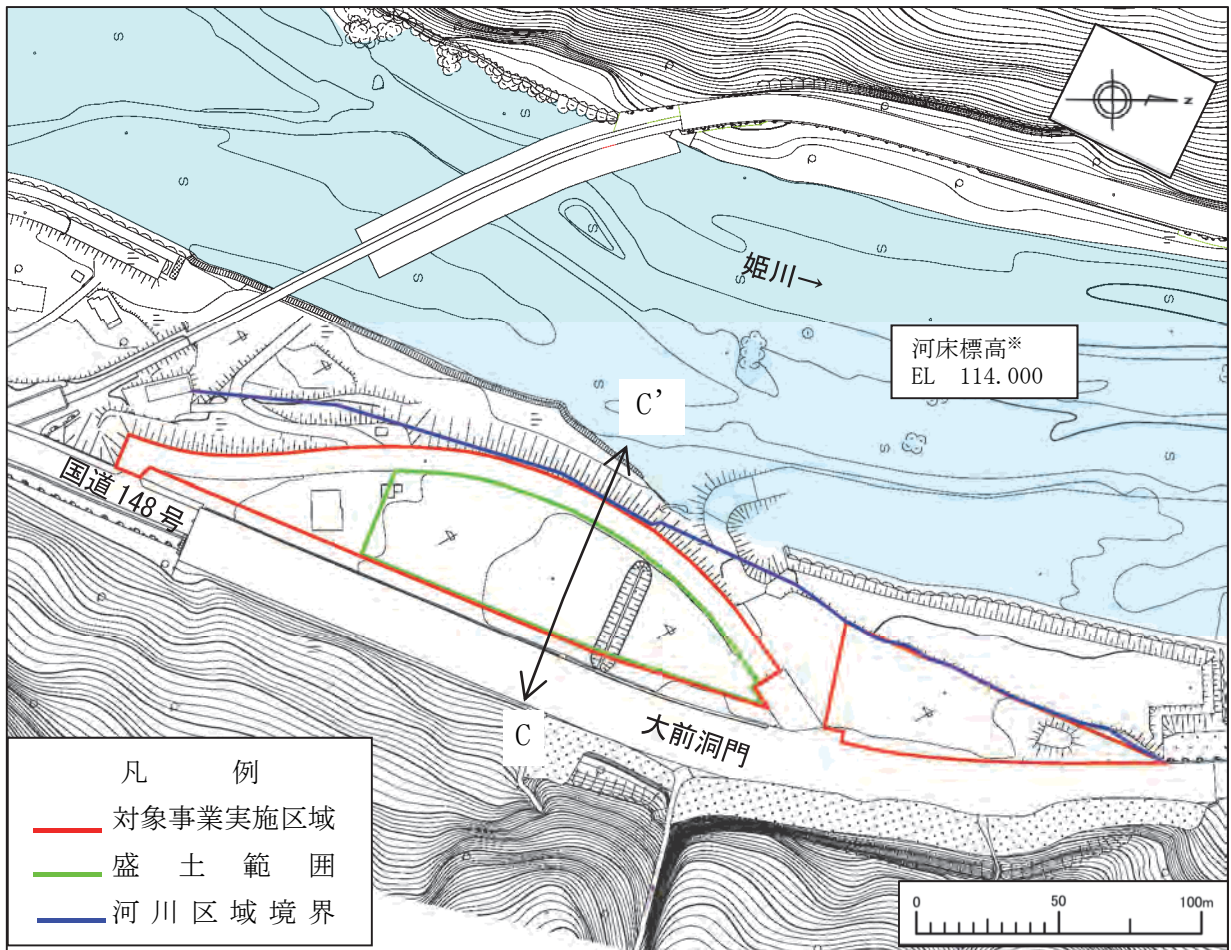 N
姫川→
河床標高※
EL 114.000
C’
国道148号
C
大前洞門
凡例
対象事業実施区域
盛土範囲
河川区域境界
0 50 100m